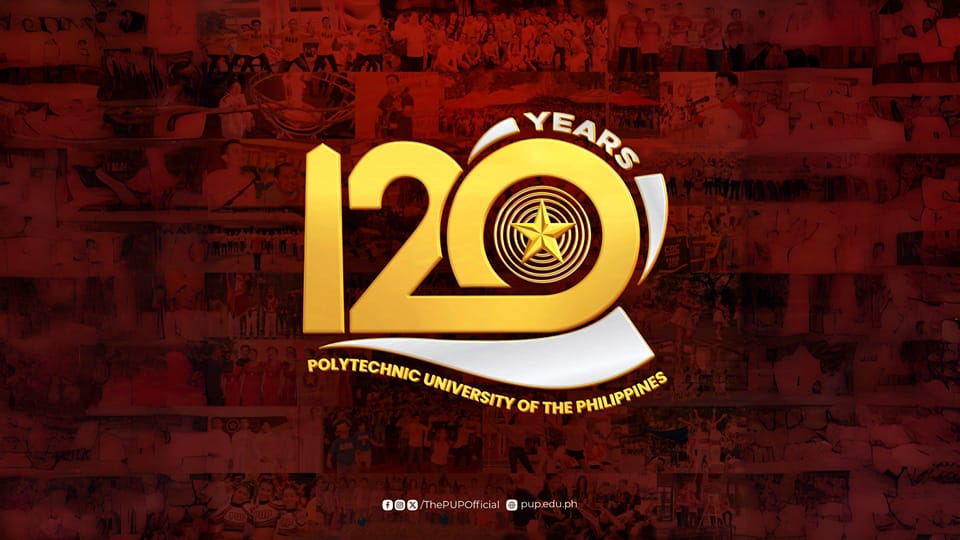 120
YEARS
POLYTECHNIC UNIVERSITY OF THE PHILIPPINES
/ThePUPOfficial pup.edu.ph